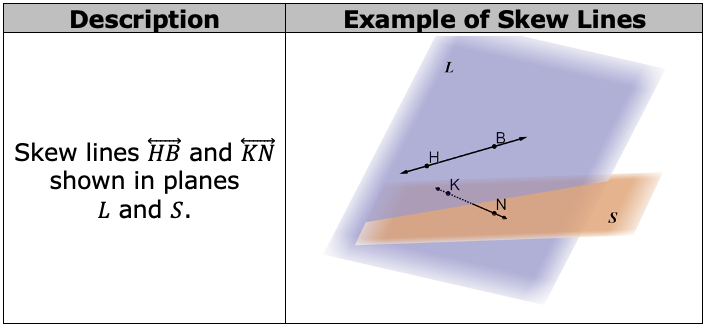 Description
Example of Skew Lines
Skew lines HB and KN
shown in planes
L and S.
L
B
H
K
N
S